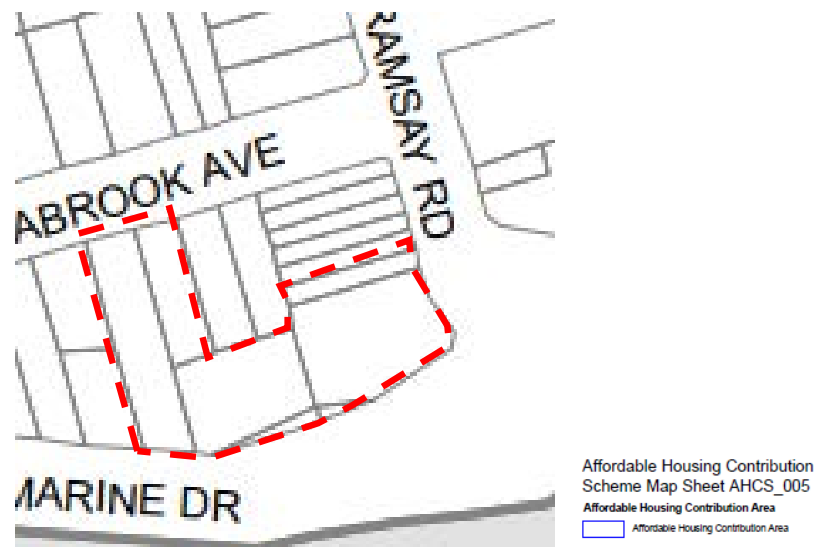 RAMSAY RD
ABROOK AVE
MARINE DR
Affordable Housing Contribution
Scheme Map Sheet AHCS_005
Affordable Housing Contribution Area
Affordable Housing Contribution Area